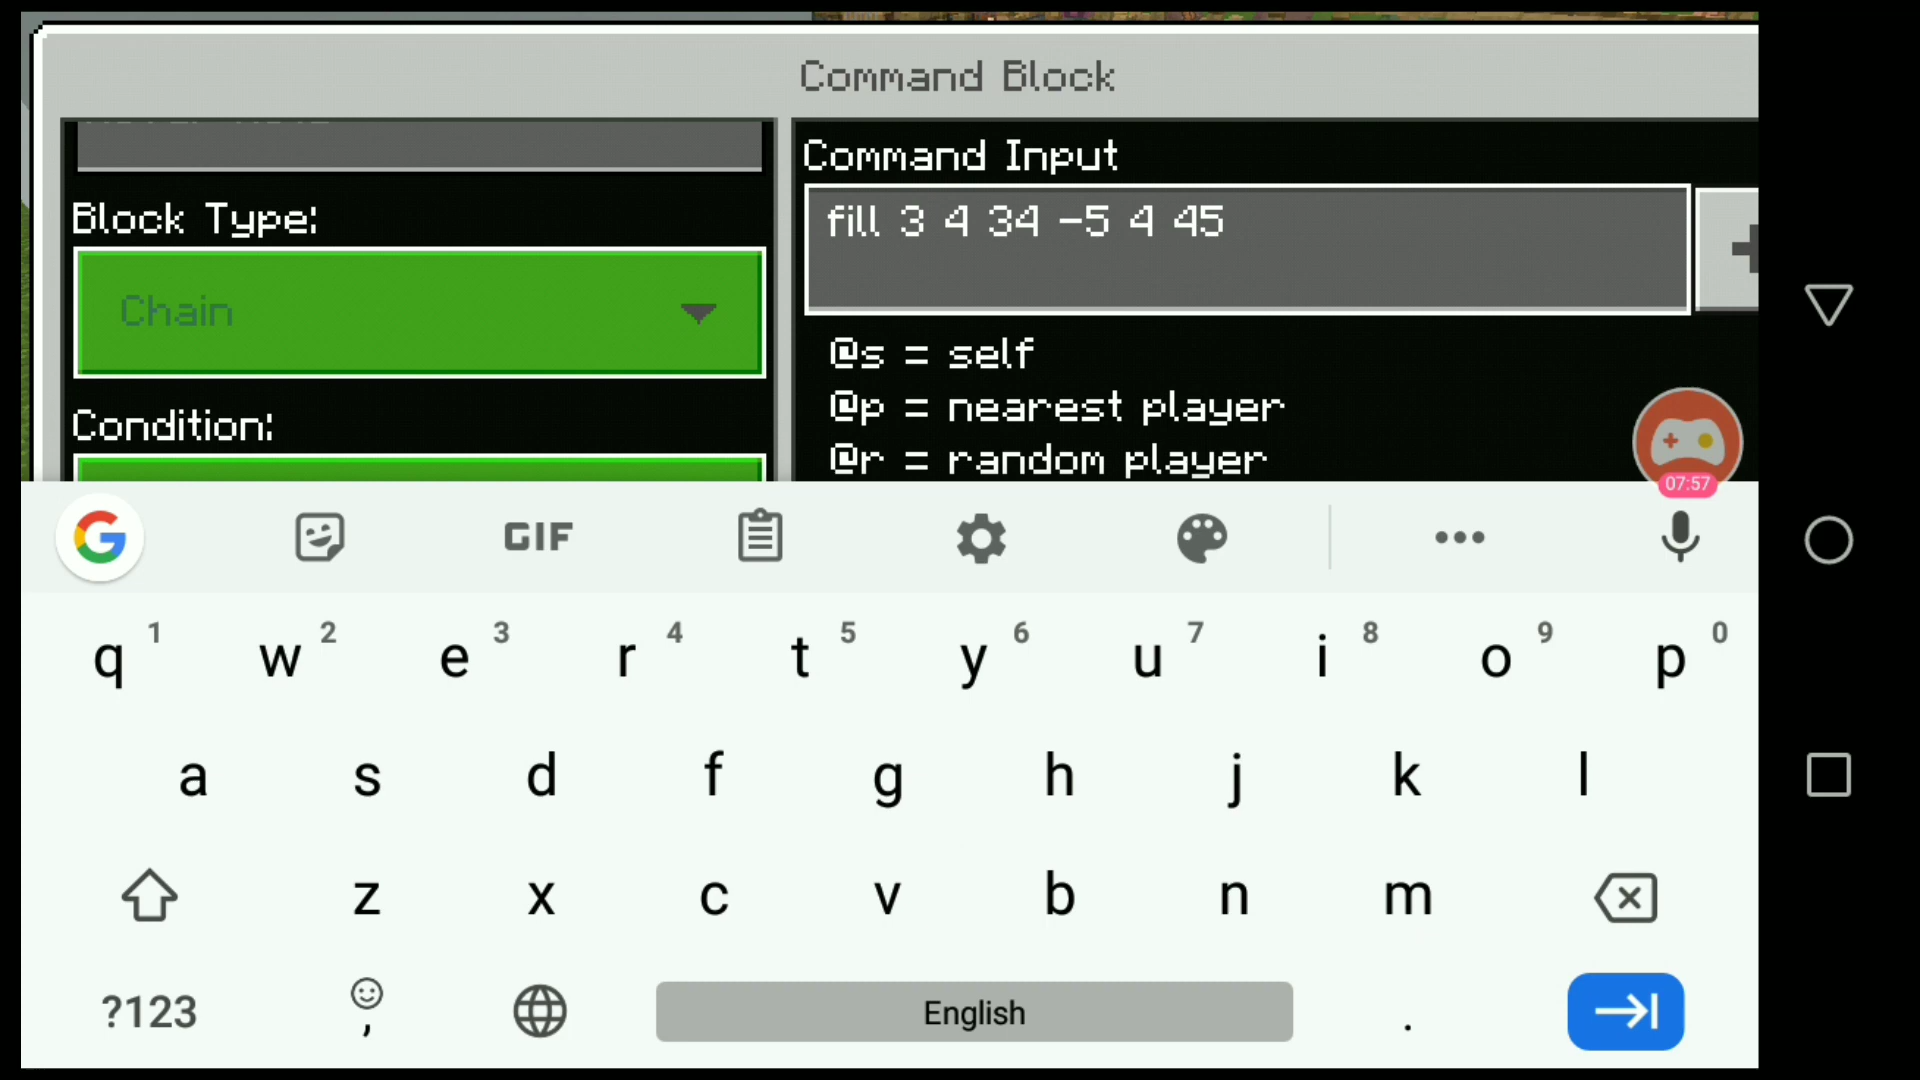 Command Block
Block Type:
Chain
Condition:
Command Input
fill 3 4 34 -5 4 45
@s = self
@p = nearest player
@r = random player
07:57
GIF
q 1 w 2 e 3 r 4 t 5 y 6 u 7 i 8 o 9 p 0
a s d f g h j k l
z x c v b n m
?123 , English .